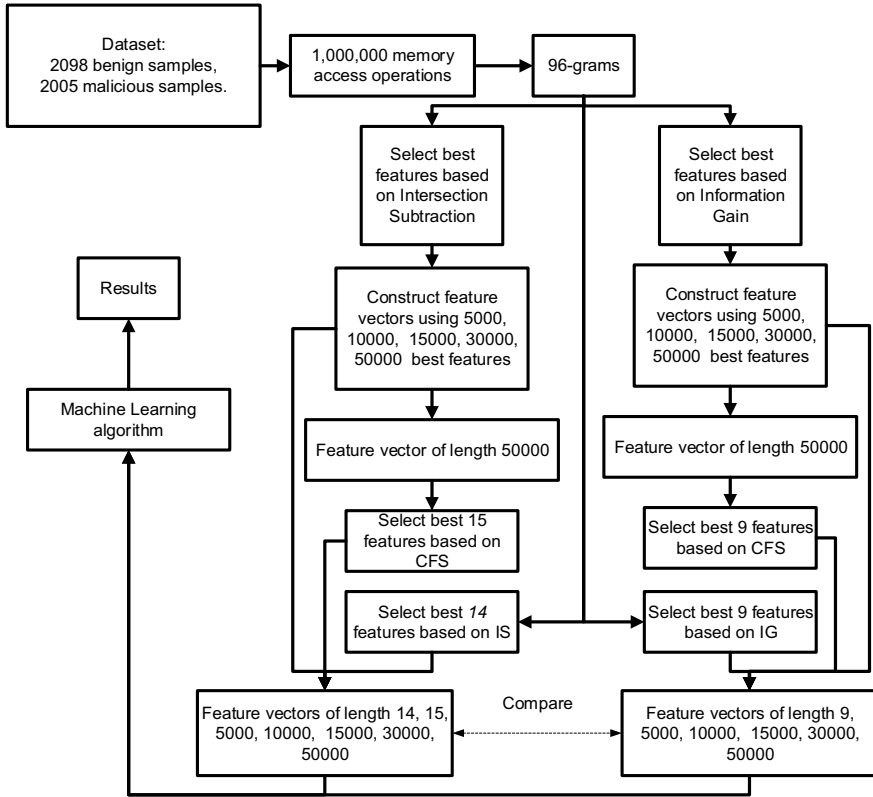 Dataset:
2098 benign samples,
2005 malicious samples.
1,000,000 memory
access operations
96-grams
Select best
features based
on Intersection
Subtraction
Select best
features based
on Information
Gain
Results
Construct feature
vectors using 5000,
10000, 15000, 30000,
50000 best features
Construct feature
vectors using 5000,
10000, 15000, 30000,
50000 best features
Machine Learning
algorithm
Feature vector of length 50000
Feature vector of length 50000
Select best 15
features based on
CFS
Select best 9 features
based on CFS
Select best 14
features based on IS
Select best 9 features
based on IG
Feature vectors of length 14, 15,
5000, 10000, 15000, 30000,
50000
Compare
Feature vectors of length 9,
5000, 10000, 15000, 30000,
50000